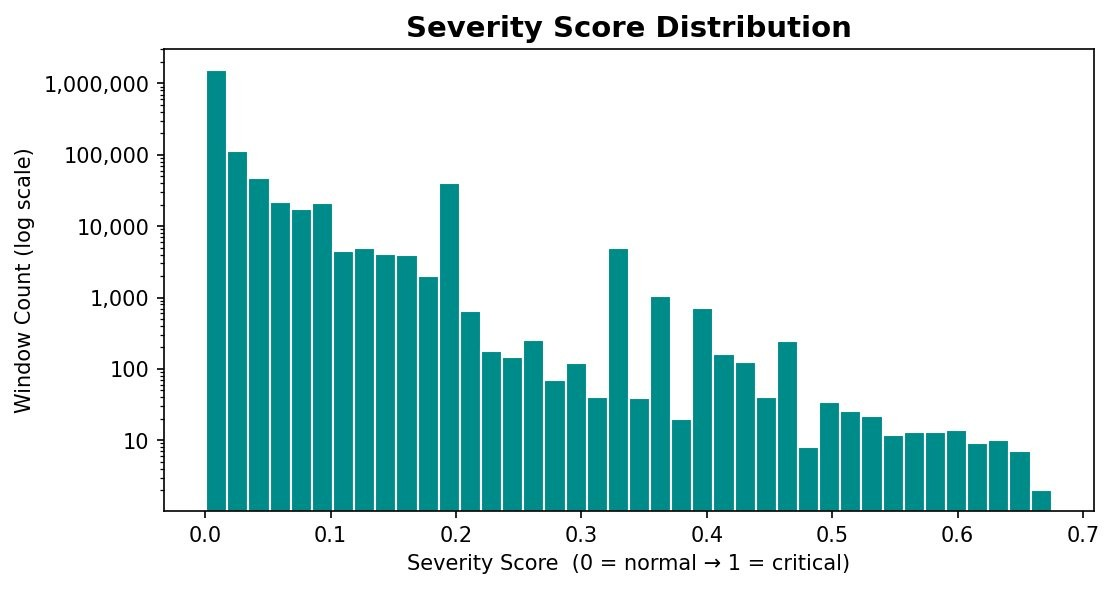 Severity Score Distribution
Window Count (log scale)
1,000,000
100,000
10,000
1,000
100
10
0.0 0.1 0.2 0.3 0.4 0.5 0.6 0.7
Severity Score (0 = normal → 1 = critical)